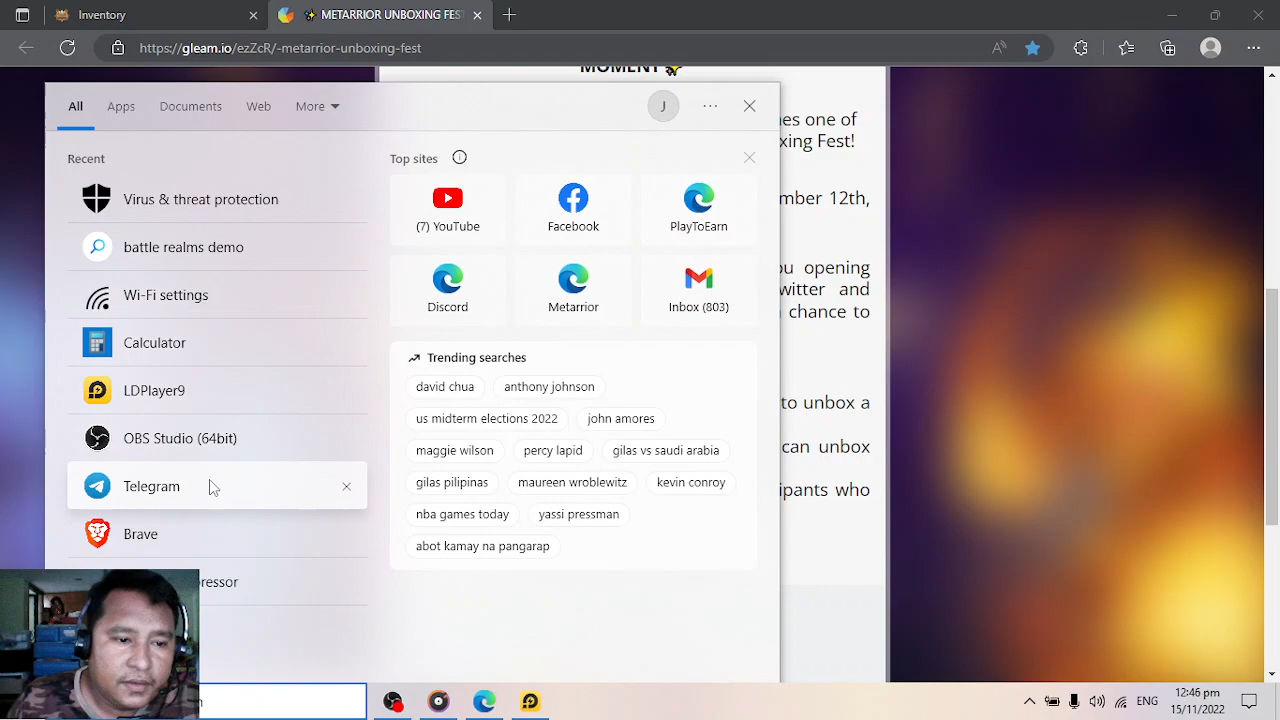 Inventory
METARRIOR UNBOXING FEST
https://gleam.io/ezZcR/-metarrior-unboxing-fest
MOMENT
All
Apps
Documents
Web
More
J
es one of
xing Fest!
mber 12th,
u opening
witter and
chance to
to unbox a
can unbox
ipants who
Recent
Virus & threat protection
battle realms demo
Wi-Fi settings
Calculator
LDPlayer9
OBS Studio (64bit)
Telegram
Brave
ressor
Top sites
(7) YouTube
Facebook
PlayToEarn
Discord
Metarrior
Inbox (803)
Trending searches
david chua
anthony johnson
us midterm elections 2022
john amores
maggie wilson
percy lapid
gilas vs saudi arabia
gilas pilipinas
maureen wroblewitz
kevin conroy
nba games today
yassi pressman
abot kamay na pangarap
ENG
12:46 pm
15/11/2022